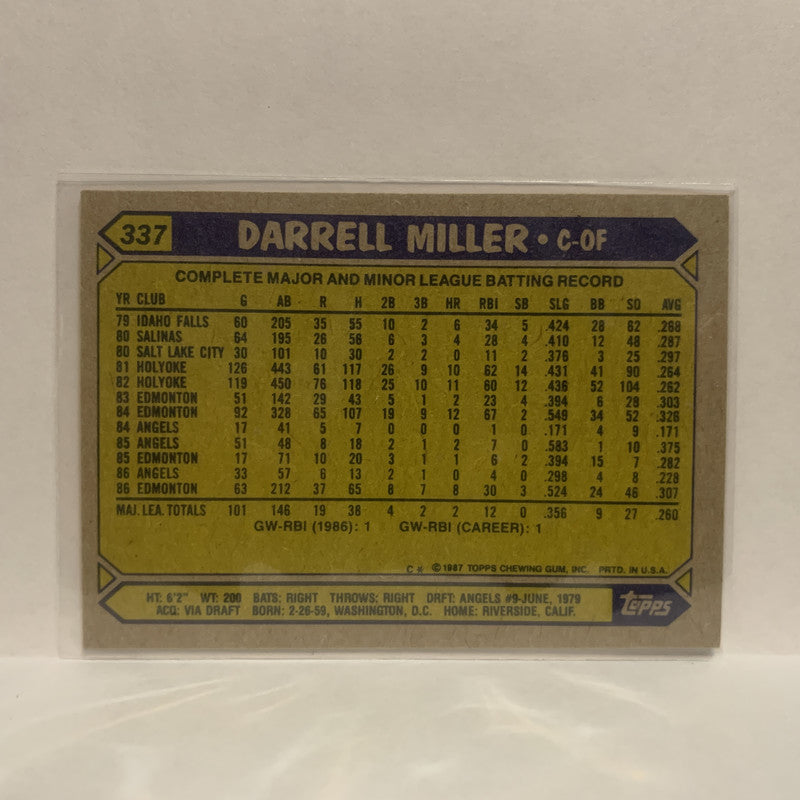 337 DARRELL MILLER • C-OF
COMPLETE MAJOR AND MINOR LEAGUE BATTING RECORD
YR CLUB G AB R H 2B 3B HR RBI SB SLG BB SO AVG
79 IDAHO FALLS 60 205 35 55 10 2 6 34 5 .424 28 62 .268
80 SALINAS 64 195 26 56 6 3 4 28 4 .410 12 48 .287
80 SALT LAKE CITY 30 101 10 30 2 2 0 11 2 .376 3 25 .297
81 HOLYOKE 126 443 61 117 26 9 10 62 14 .431 41 90 .264
82 HOLYOKE 119 450 76 118 25 10 11 60 12 .436 52 104 .262
83 EDMONTON 51 142 29 43 5 1 2 23 4 .394 6 28 .303
84 EDMONTON 92 328 65 107 19 9 12 67 2 .549 34 52 .326
84 ANGELS 17 41 5 7 0 0 0 1 0 .171 4 9 .171
85 ANGELS 51 48 8 18 2 1 2 7 0 .583 1 10 .375
85 EDMONTON 17 71 10 20 3 1 1 6 2 .394 15 7 .282
86 ANGELS 33 57 6 13 2 1 0 4 0 .298 4 8 .228
86 EDMONTON 63 212 37 65 8 7 8 30 3 .524 24 46 .307
MAJ. LEA. TOTALS 101 146 19 38 4 2 2 12 0 .356 9 27 .260
GW-RBI (1986): 1 GW-RBI (CAREER): 1
C* ©1987 TOPPS CHEWING GUM, INC. PRTD. IN U.S.A.
HT: 6'2" WT: 200 BATS: RIGHT THROWS: RIGHT DRFT: ANGELS #9-JUNE, 1979
ACQ: VIA DRAFT BORN: 2-26-59, WASHINGTON, D.C. HOME: RIVERSIDE, CALIF.
topps